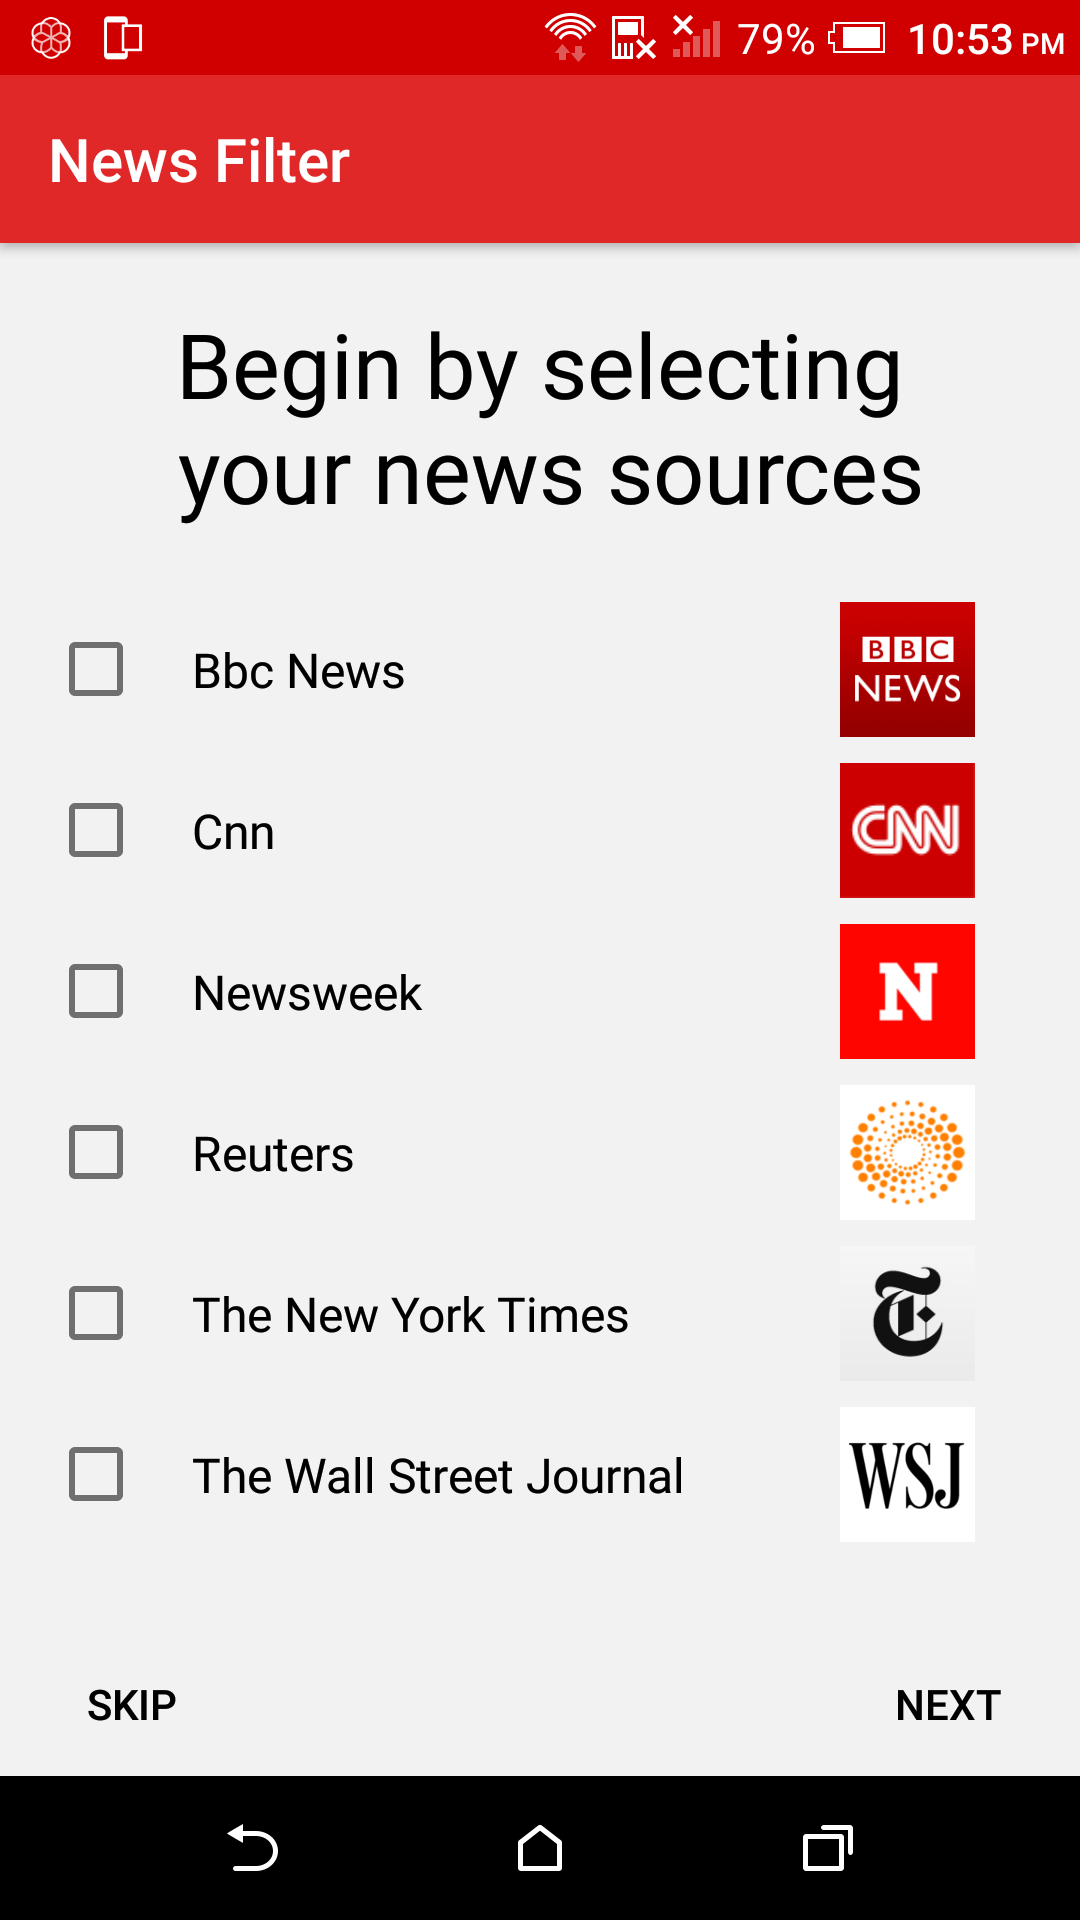 79% 10:53 PM
News Filter
Begin by selecting
your news sources
Bbc News
BBC
NEWS
Cnn
CNN
Newsweek
N
Reuters
The New York Times
T
The Wall Street Journal
WSJ
SKIP
NEXT